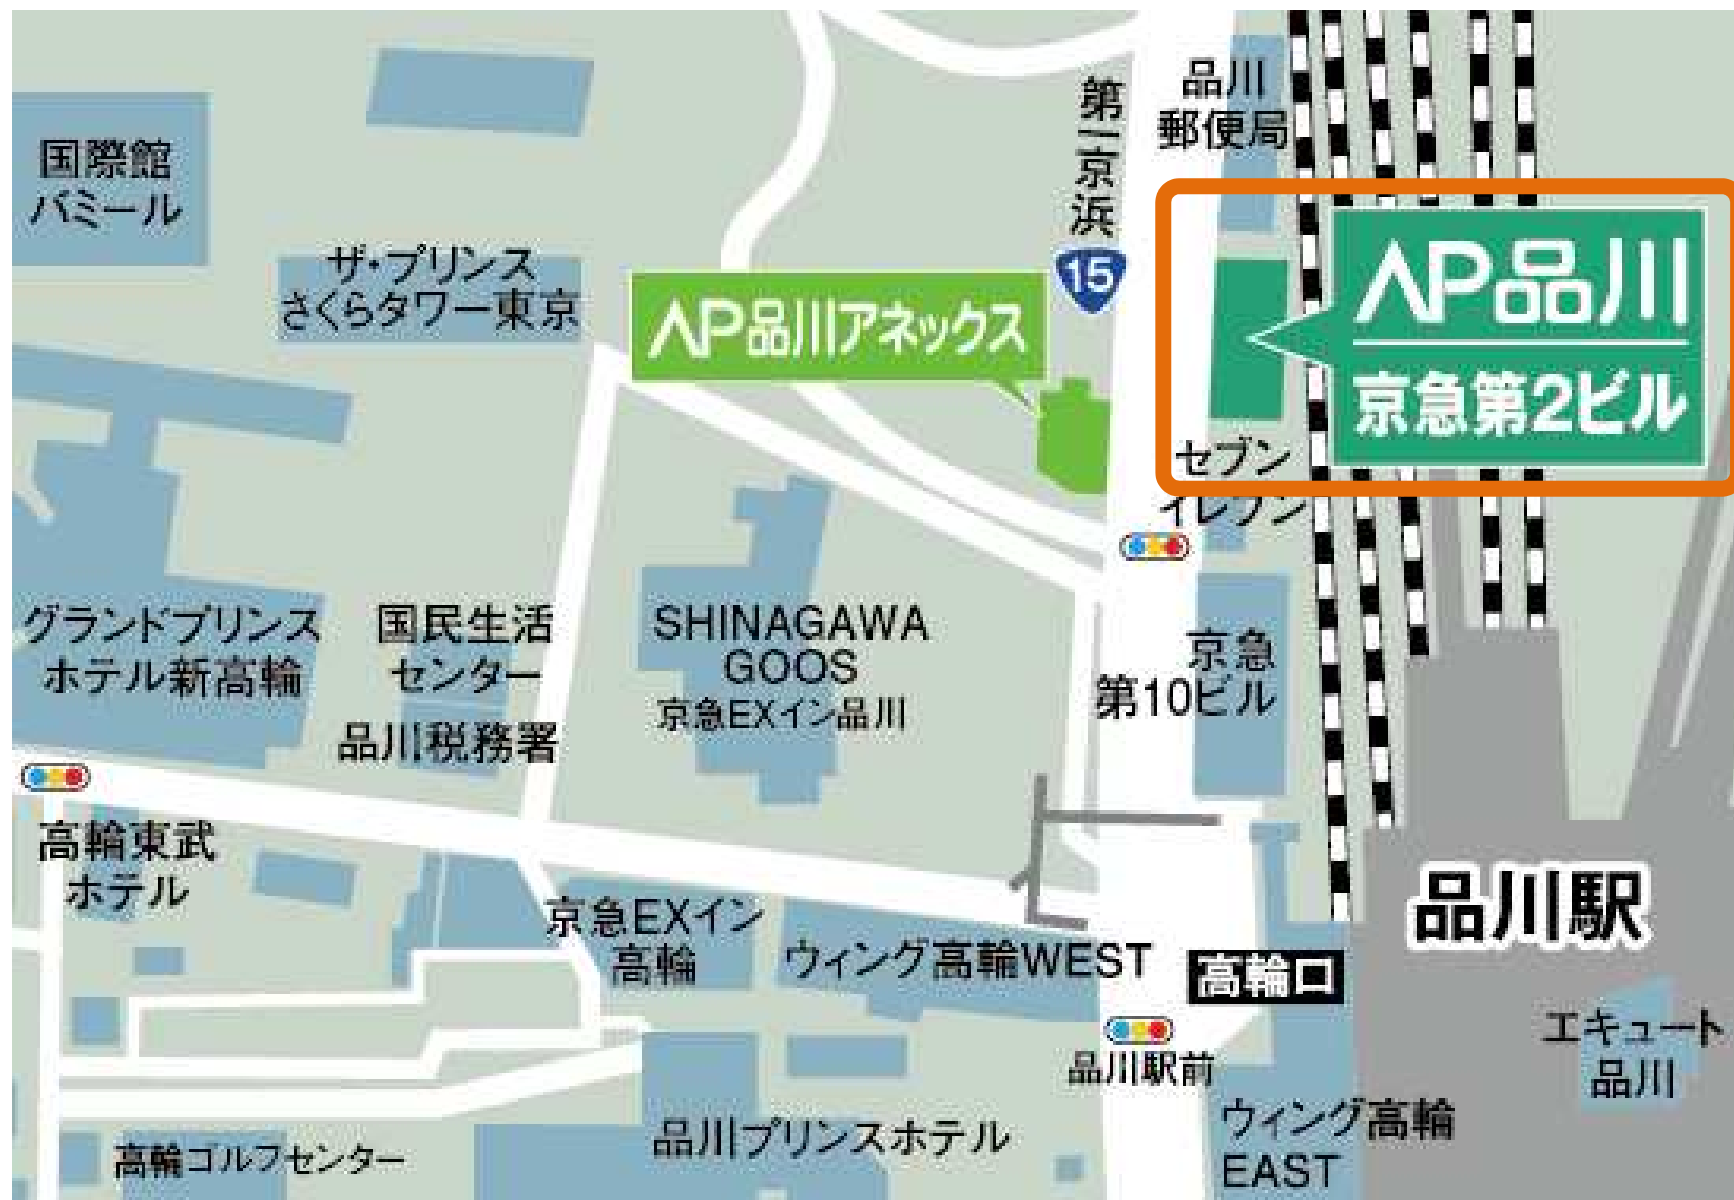 品川
郵便局
第一京浜
15
国際館
パミール
ザ・プリンス
さくらタワー東京
AP品川アネックス
AP品川
京急第2ビル
セブン
イレブン
グランドプリンス
ホテル新高輪
国民生活
センター
品川税務署
SHINAGAWA
GOOS
京急EXイン品川
京急
第10ビル
高輪東武
ホテル
京急EXイン
高輪
ウィング高輪WEST
高輪口
品川駅
エキュート
品川
品川駅前
ウィング高輪
EAST
品川プリンスホテル
高輪ゴルフセンター